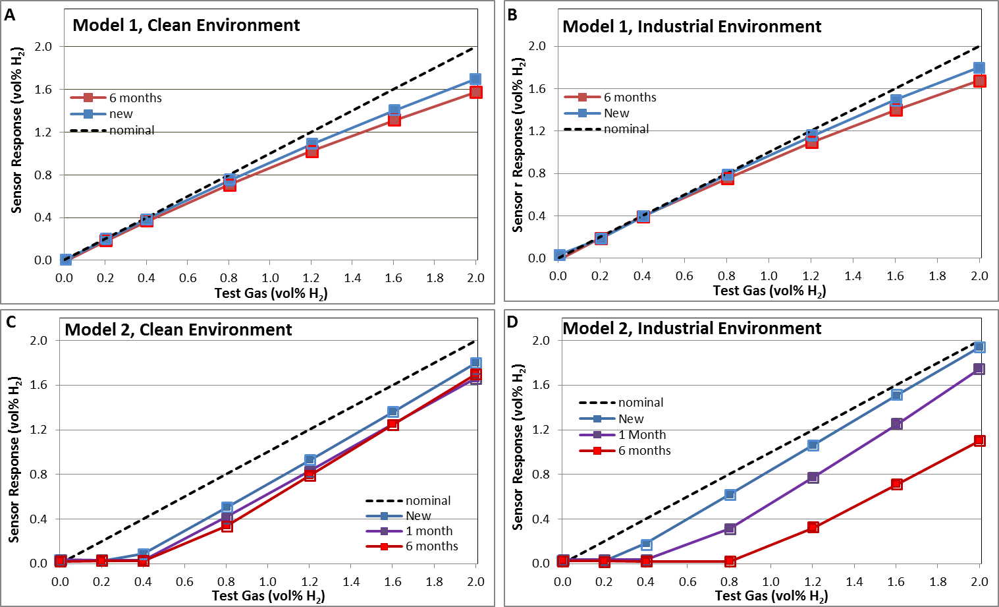 A
Model 1, Clean Environment
Sensor Response (vol% H₂)
2.0
1.6
1.2
0.8
0.4
0.0
6 months
new
nominal
0.0 0.2 0.4 0.6 0.8 1.0 1.2 1.4 1.6 1.8 2.0
Test Gas (vol% H₂)
B
Model 1, Industrial Environment
Sensor r Response (vol% H₂)
2.0
1.6
1.2
0.8
0.4
0.0
6 months
New
nominal
0.0 0.2 0.4 0.6 0.8 1.0 1.2 1.4 1.6 1.8 2.0
Test Gas (vol% H₂)
C
Model 2, Clean Environment
Sensor Response (vol% H₂)
2.0
1.6
1.2
0.8
0.4
0.0
nominal
New
1 month
6 months
0.0 0.2 0.4 0.6 0.8 1.0 1.2 1.4 1.6 1.8 2.0
Test Gas (vol% H₂)
D
Model 2, Industrial Environment
Sensor Response (vol% H₂)
2.0
1.6
1.2
0.8
0.4
0.0
nominal
New
1 Month
6 months
0.0 0.2 0.4 0.6 0.8 1.0 1.2 1.4 1.6 1.8 2.0
Test Gas (vol% H₂)